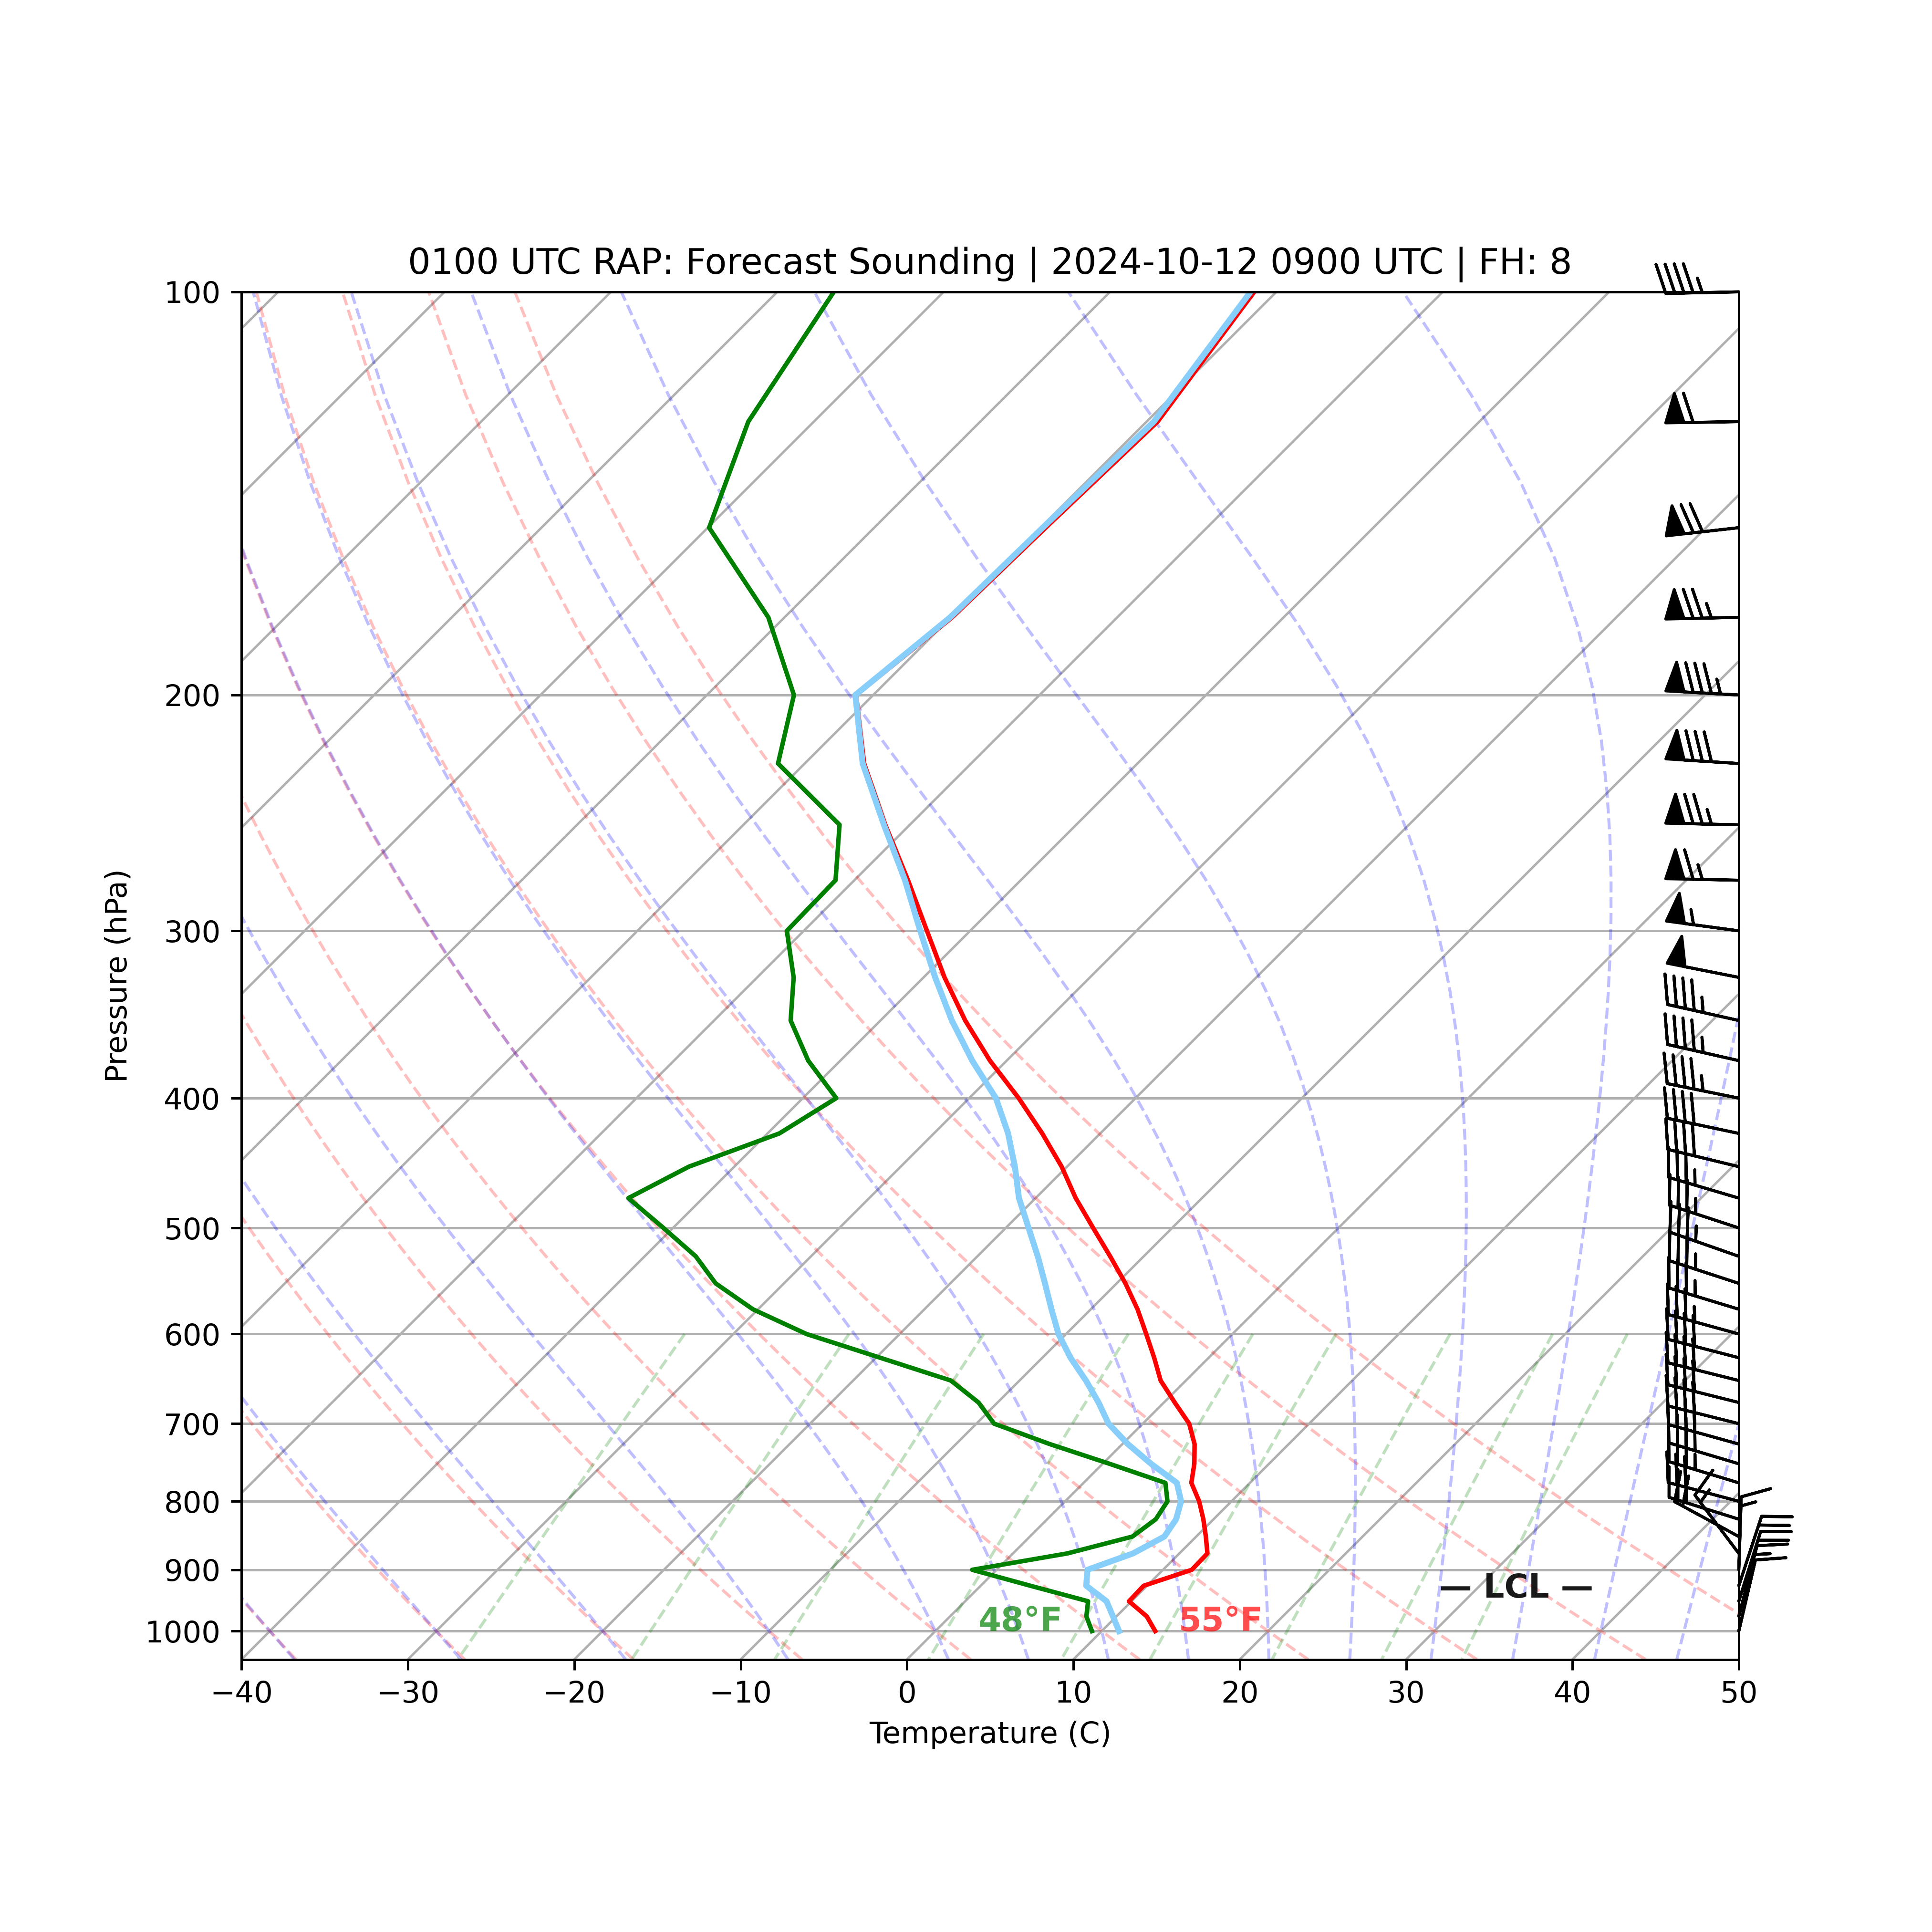 0100 UTC RAP: Forecast Sounding | 2024-10-12 0900 UTC | FH: 8
100
200
300
400
500
600
700
800
900
1000
Pressure (hPa)
— LCL —
48°F
55°F
−40 −30 −20 −10 0 10 20 30 40 50
Temperature (C)